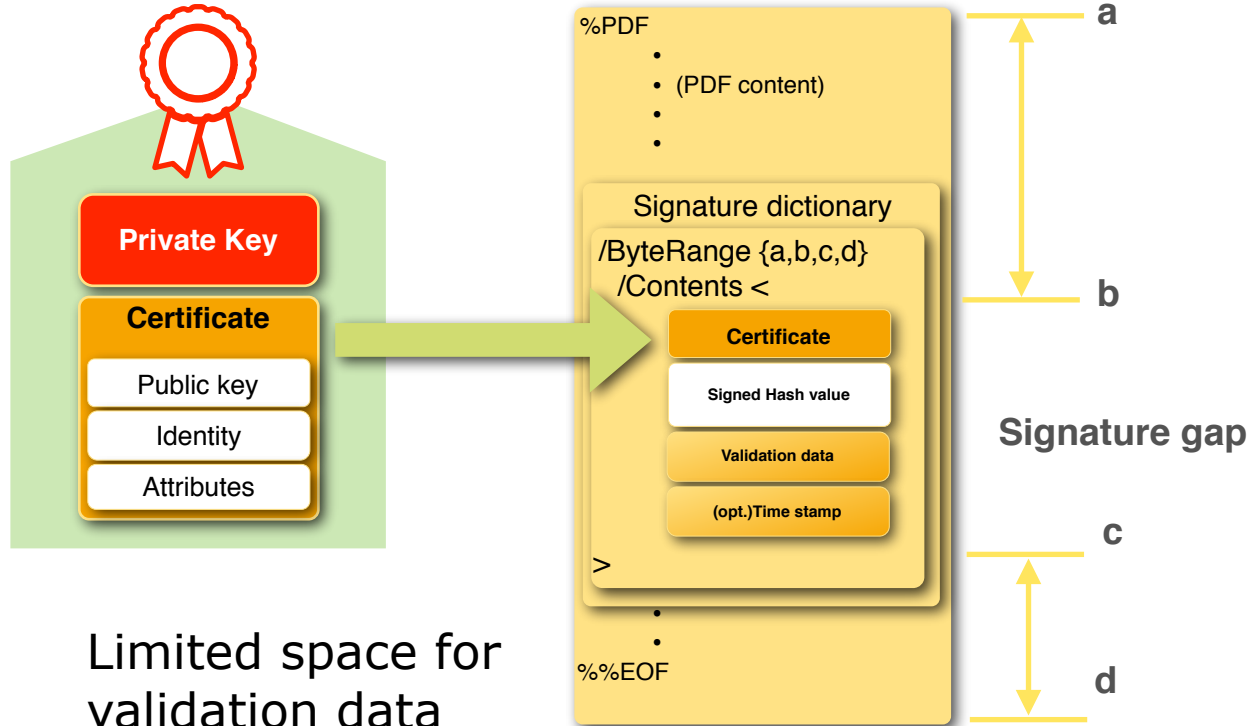 Private Key
Certificate
Public key
Identity
Attributes
Limited space for
validation data
%PDF
•
• (PDF content)
•
•
Signature dictionary
/ByteRange {a,b,c,d}
/Contents <
Certificate
Signed Hash value
Validation data
(opt.)Time stamp
>
•
•
%%EOF
a
b
Signature gap
c
d